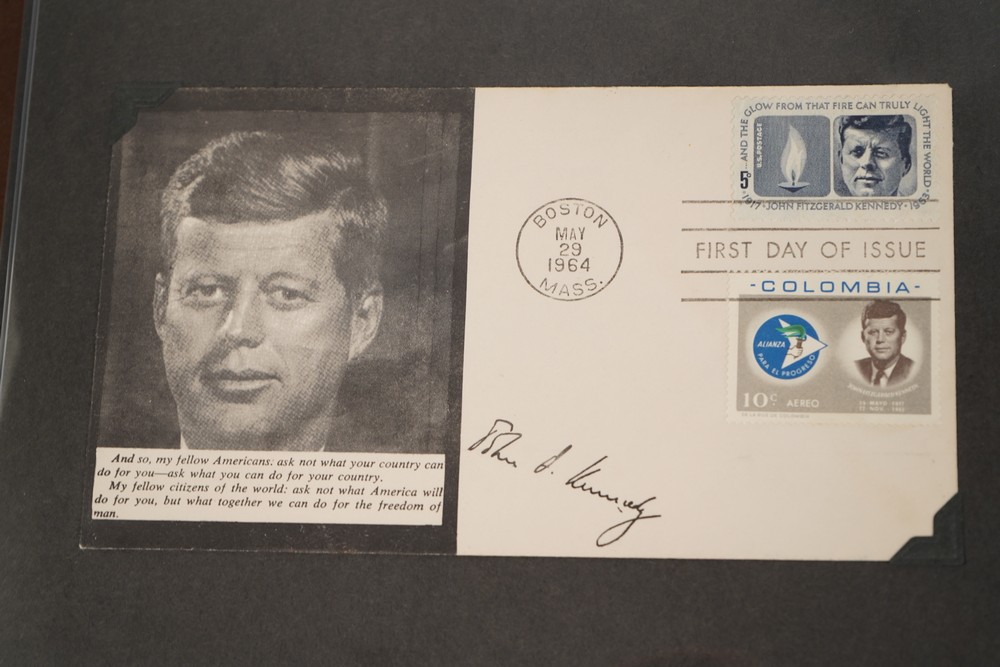 And so, my fellow Americans: ask not what your country can
do for you—ask what you can do for your country.
My fellow citizens of the world: ask not what America will
do for you, but what together we can do for the freedom of
man.
BOSTON
MAY
29
1964
MASS.
John F. Kennedy
...AND THE GLOW FROM THAT FIRE CAN TRULY LIGHT THE WORLD
U.S. POSTAGE
5c
1917 · JOHN FITZGERALD KENNEDY · 1963
FIRST DAY OF ISSUE
-COLOMBIA-
ALIANZA
PARA EL PROGRESO
10c AEREO